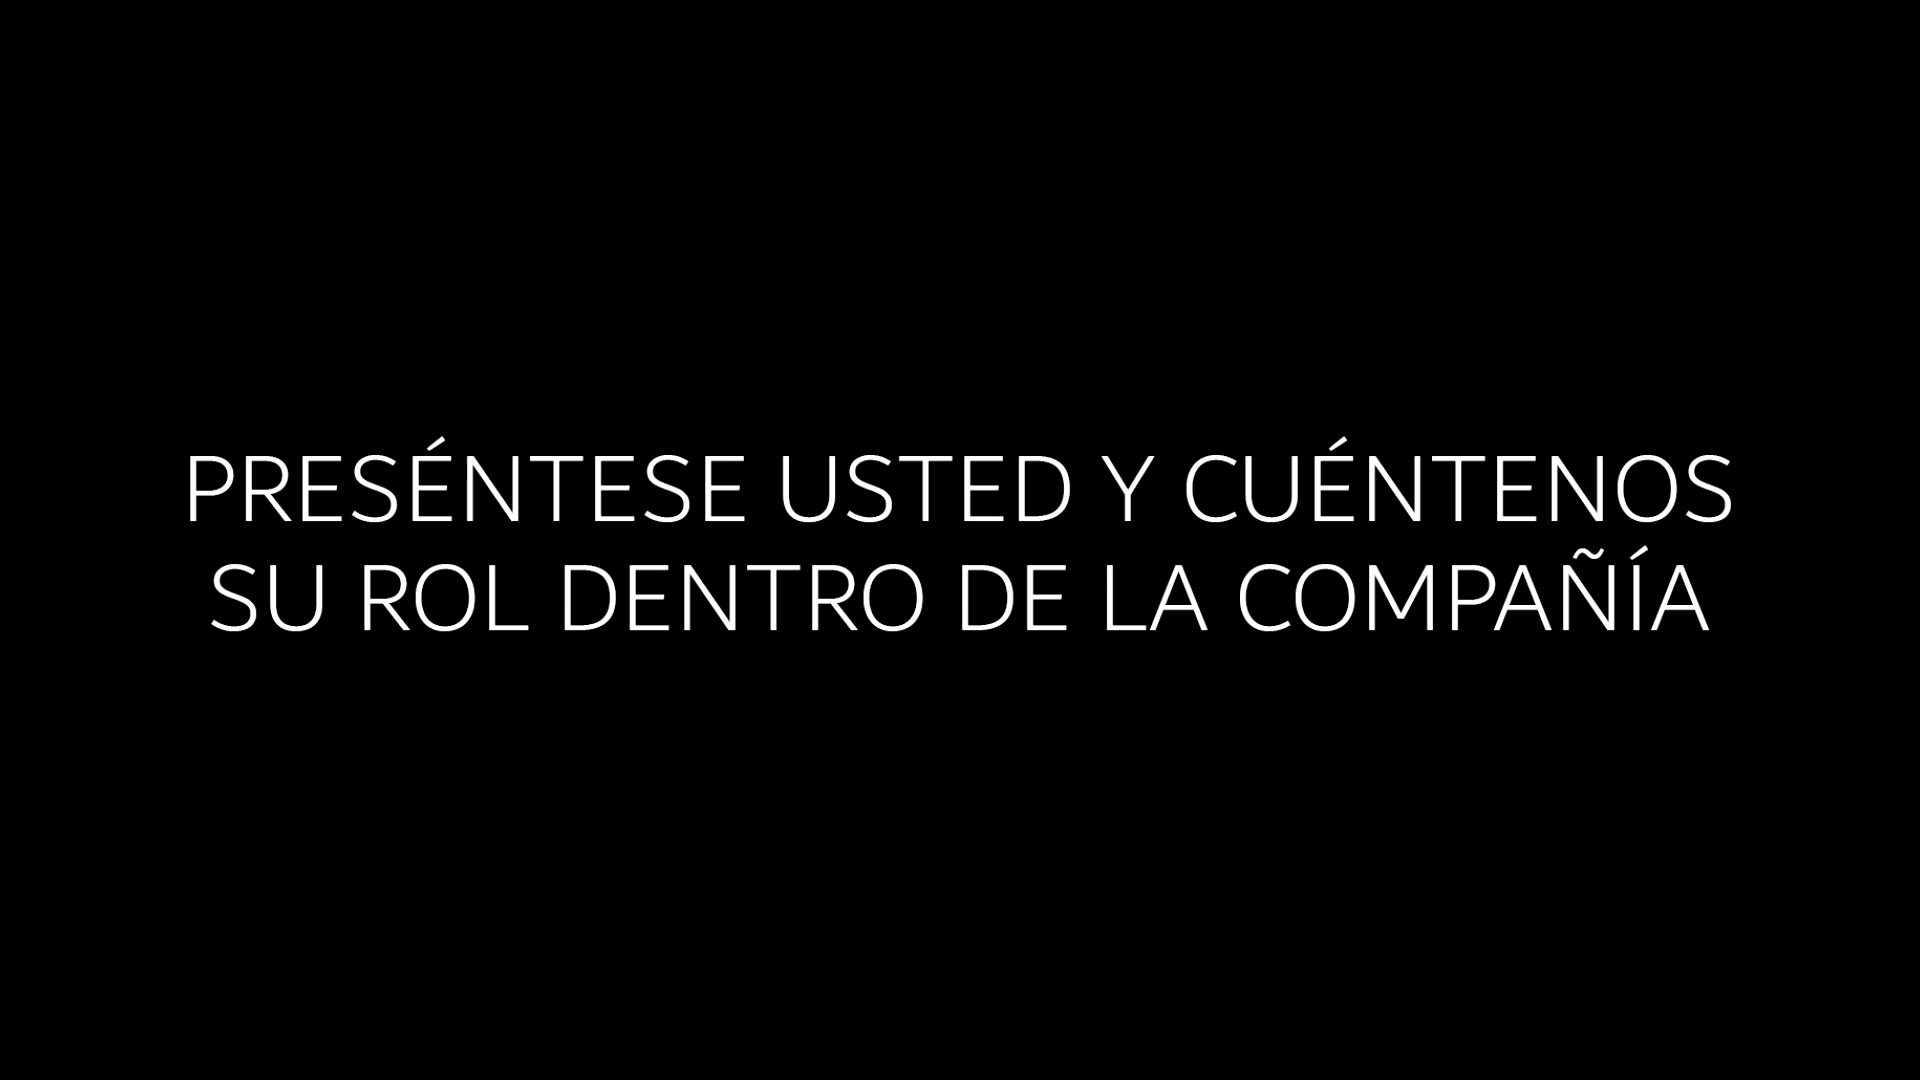 PRESÉNTESE USTED Y CUÉNTENOS
SU ROL DENTRO DE LA COMPAÑÍA